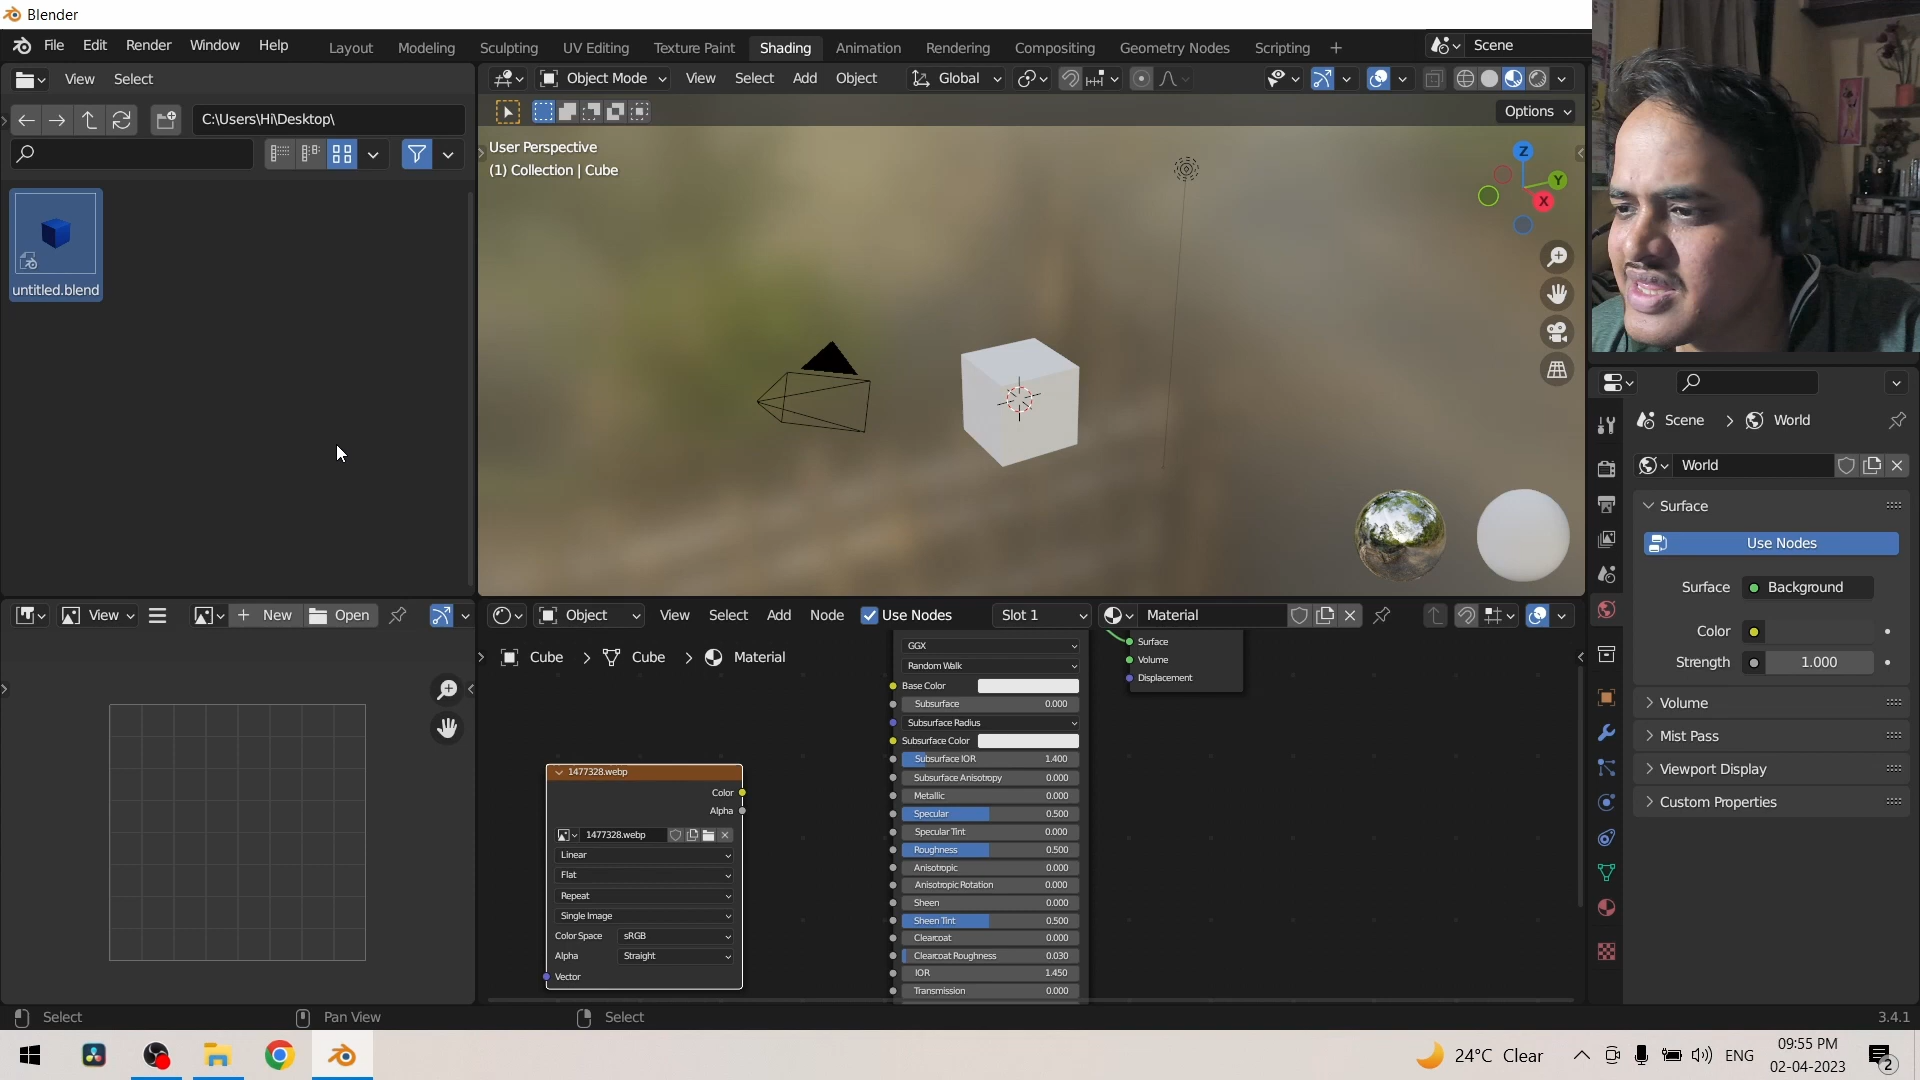 Blender
File Edit Render Window Help Layout Modeling Sculpting UV Editing Texture Paint Shading Animation Rendering Compositing Geometry Nodes Scripting + Scene
View Select
Object Mode View Select Add Object Global
C:\Users\Hi\Desktop\
Options
User Perspective
(1) Collection | Cube
Z
Y
X
untitled.blend
Scene > World
World
Surface
Use Nodes
Surface Background
Color
Strength 1.000
Volume
Mist Pass
Viewport Display
Custom Properties
View + New Open
Object View Select Add Node Use Nodes Slot 1 Material
Cube > Cube > Material
GGX
Random Walk
Base Color
Subsurface 0.000
Subsurface Radius
Subsurface Color
Subsurface IOR 1.400
Subsurface Anisotropy 0.000
Metallic 0.000
Specular 0.500
Specular Tint 0.000
Roughness 0.500
Anisotropic 0.000
Anisotropic Rotation 0.000
Sheen 0.000
Sheen Tint 0.500
Clearcoat 0.000
Clearcoat Roughness 0.030
IOR 1.450
Transmission 0.000
Surface
Volume
Displacement
1477328.webp
Color
Alpha
1477328.webp
Linear
Flat
Repeat
Single Image
Color Space sRGB
Alpha Straight
Vector
Select Pan View Select 3.4.1
24°C Clear ENG 09:55 PM
02-04-2023
2